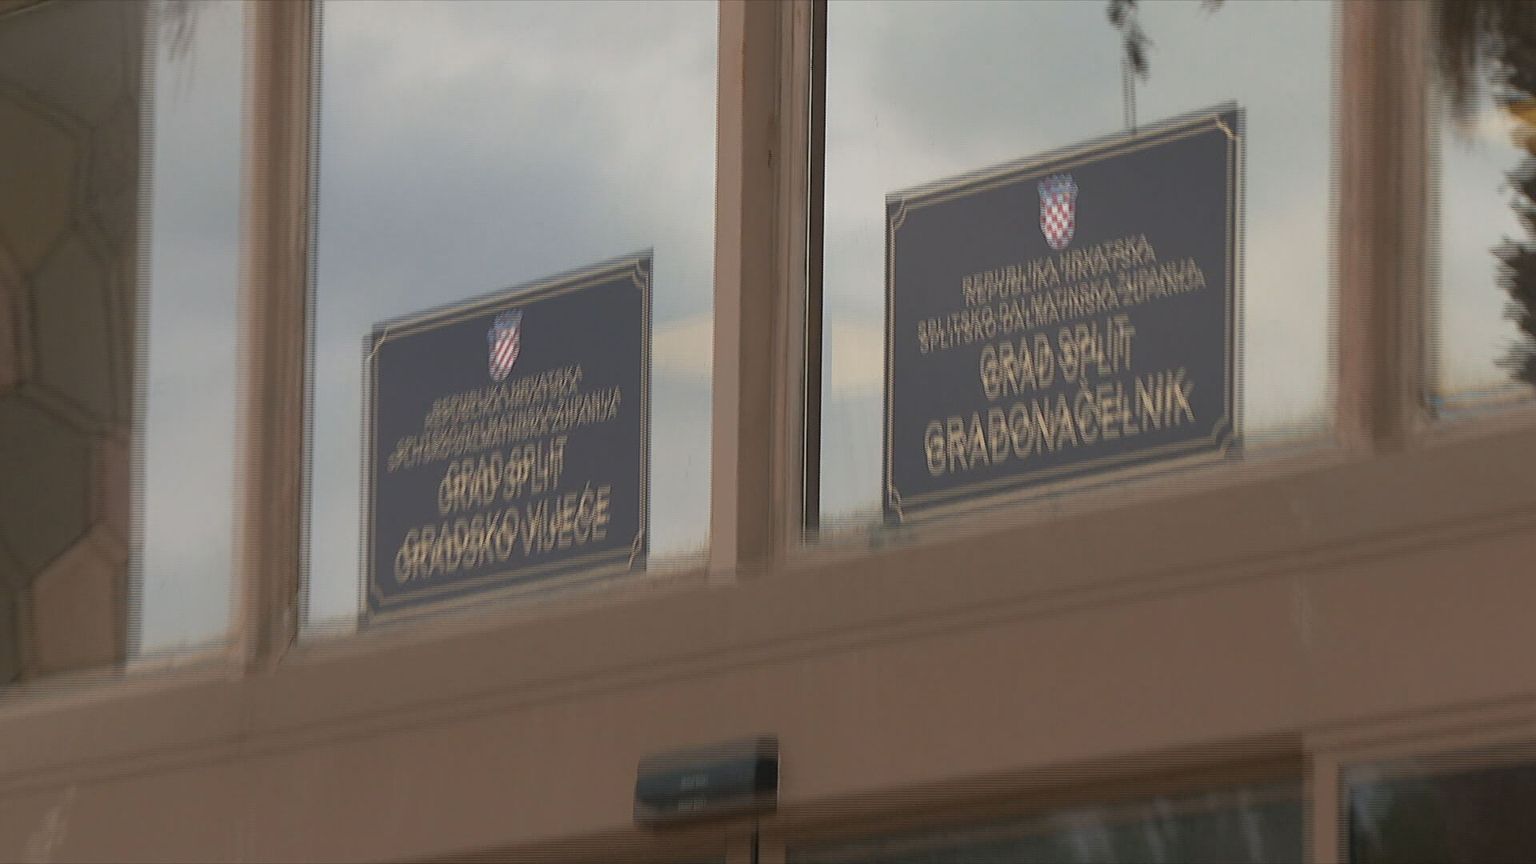 REPUBLIKA HRVATSKA
SPLITSKO-DALMATINSKA ŽUPANIJA
GRAD SPLIT
GRADSKO VIJEĆE
REPUBLIKA HRVATSKA
SPLITSKO-DALMATINSKA ŽUPANIJA
GRAD SPLIT
GRADONAČELNIK